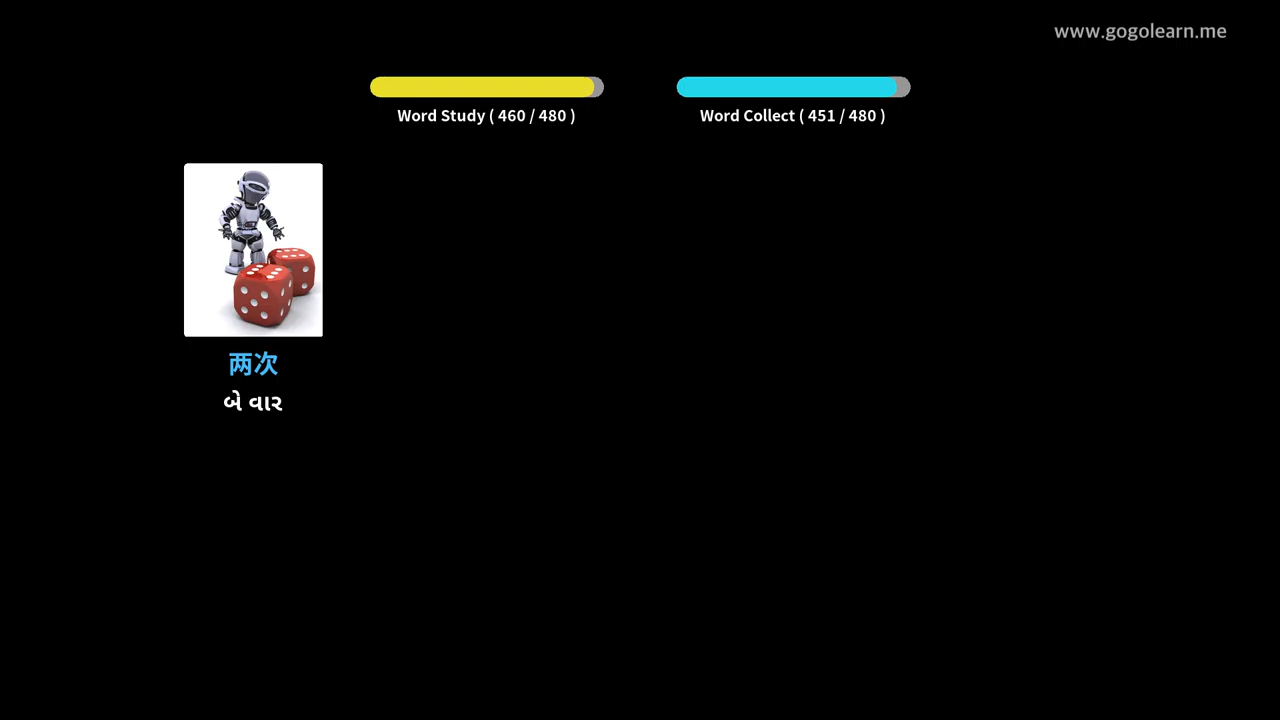 www.gogolearn.me
Word Study ( 460 / 480 )
Word Collect ( 451 / 480 )
两次
બે વાર